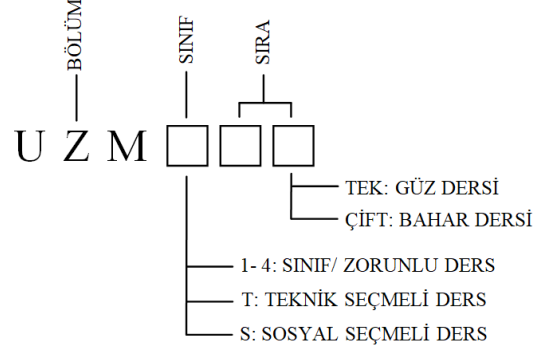 BÖLÜM
SINIF
SIRA
UZM
TEK: GÜZ DERSİ
ÇİFT: BAHAR DERSİ
1- 4: SINIF/ ZORUNLU DERS
T: TEKNİK SEÇMELİ DERS
S: SOSYAL SEÇMELİ DERS